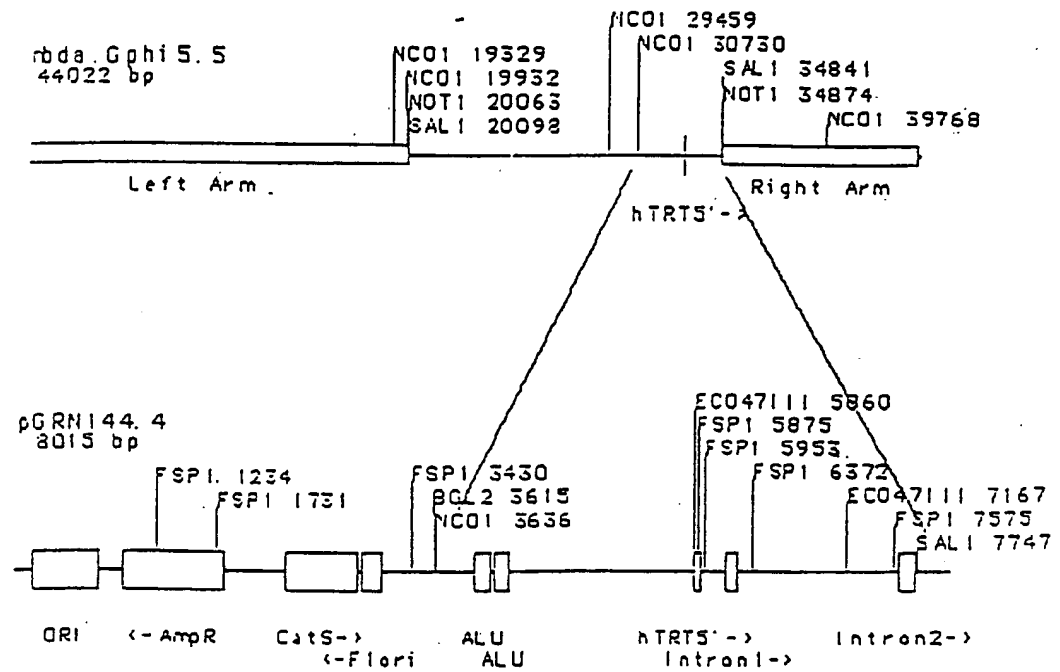 NCO1 29459
NCO1 30730
bda.Gphi5.5
44022 bp
NCO1 19329
NCO1 19932
NOT1 20063
SAL1 20098
SAL1 34841
NOT1 34874
NCO1 39768
Left Arm.
Right Arm
hTRT5'->
pGRN144.4
8015 bp
FSP1. 1234
FSP1 1731
FSP1 3430
BGL2 3615
NCO1 3636
ECO47111 5860
FSP1 5875
FSP1 5953
FSP1 6372
ECO47111 7167
FSP1 7575
SAL1 7747
ORI
<-AmpR
CatS->
<-Flori
ALU
ALU
hTRT5'->
Intron1->
Intron2->